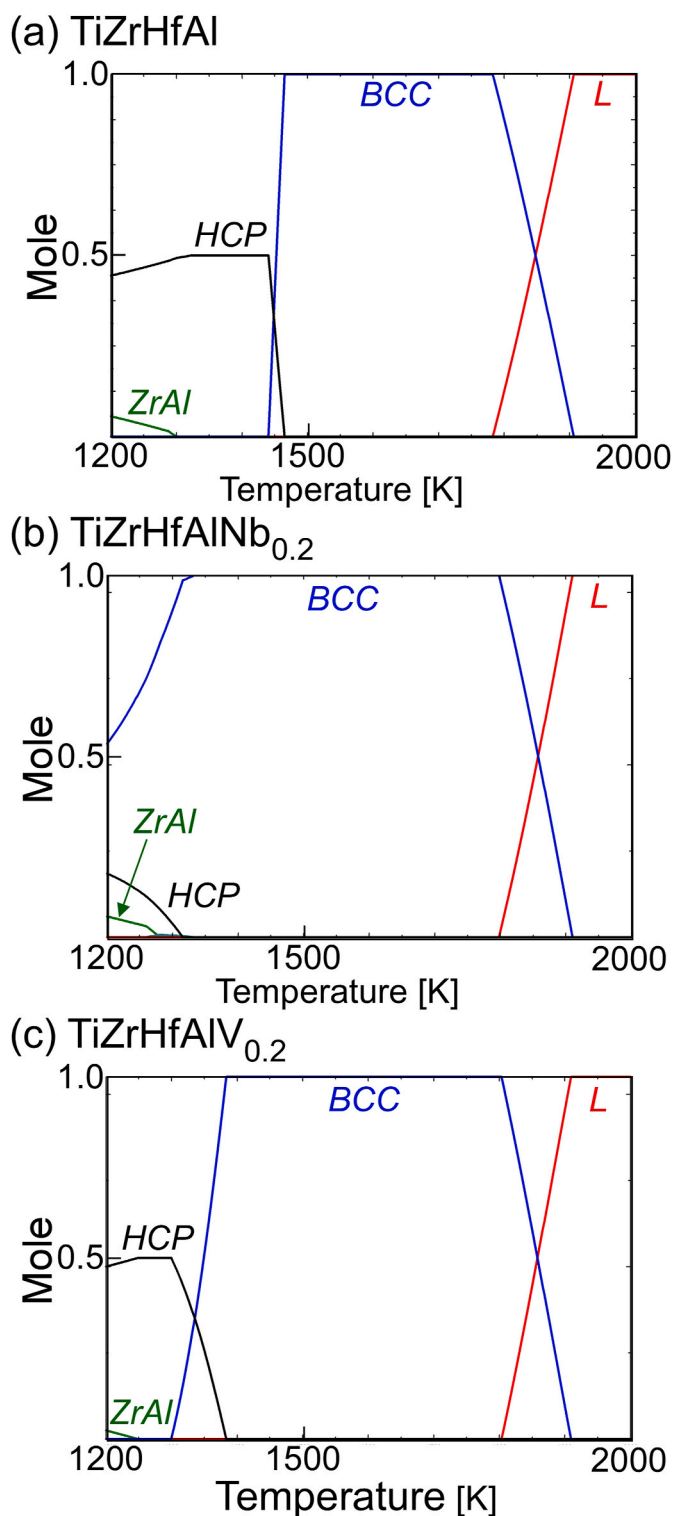 (a) TiZrHfAl
1.0
BCC
L
HCP
0.5
Mole
ZrAl
1200
1500
2000
Temperature [K]
(b) TiZrHfAlNb0.2
1.0
BCC
L
0.5
Mole
ZrAl
HCP
1200
1500
2000
Temperature [K]
(c) TiZrHfAlV0.2
1.0
BCC
L
HCP
0.5
Mole
ZrAl
1200
1500
2000
Temperature [K]